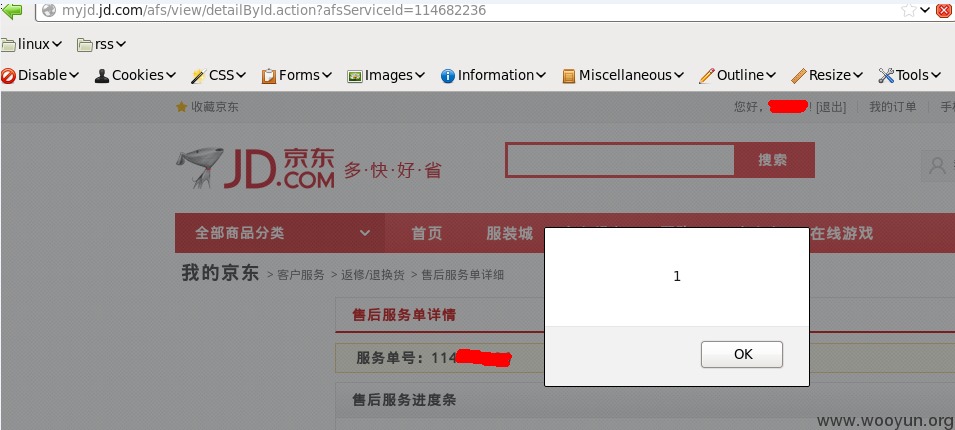 myjd.jd.com/afs/view/detailById.action?afsServiceId=114682236
linux rss
Disable Cookies CSS Forms Images Information Miscellaneous Outline Resize Tools
收藏京东 您好, ! [退出] 我的订单
JD 京东 .COM 多·快·好·省 搜索
全部商品分类 首页 服装城 在线游戏
我的京东 > 客户服务 > 返修/退换货 > 售后服务单详细
1
售后服务单详情
OK
服务单号：114
售后服务进度条
www.wooyun.org